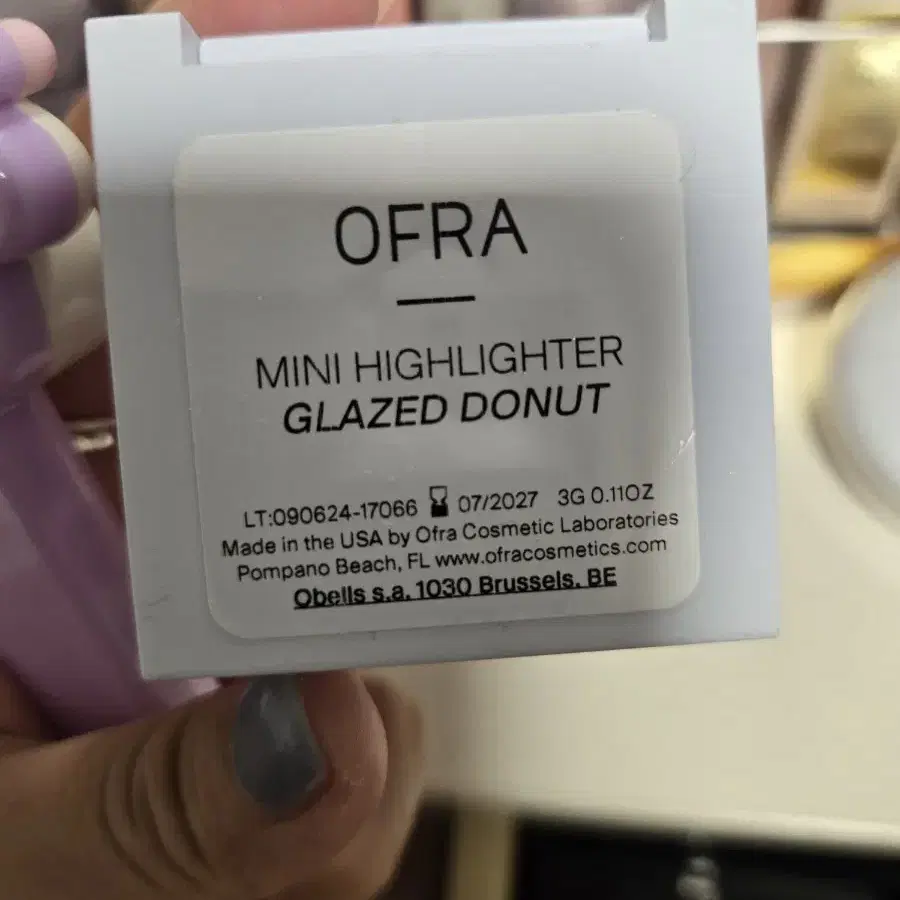 OFRA
MINI HIGHLIGHTER
GLAZED DONUT
LT:090624-17066 07/2027 3G 0.11OZ
Made in the USA by Ofra Cosmetic Laboratories
Pompano Beach, FL www.ofracosmetics.com
Obells s.a. 1030 Brussels. BE